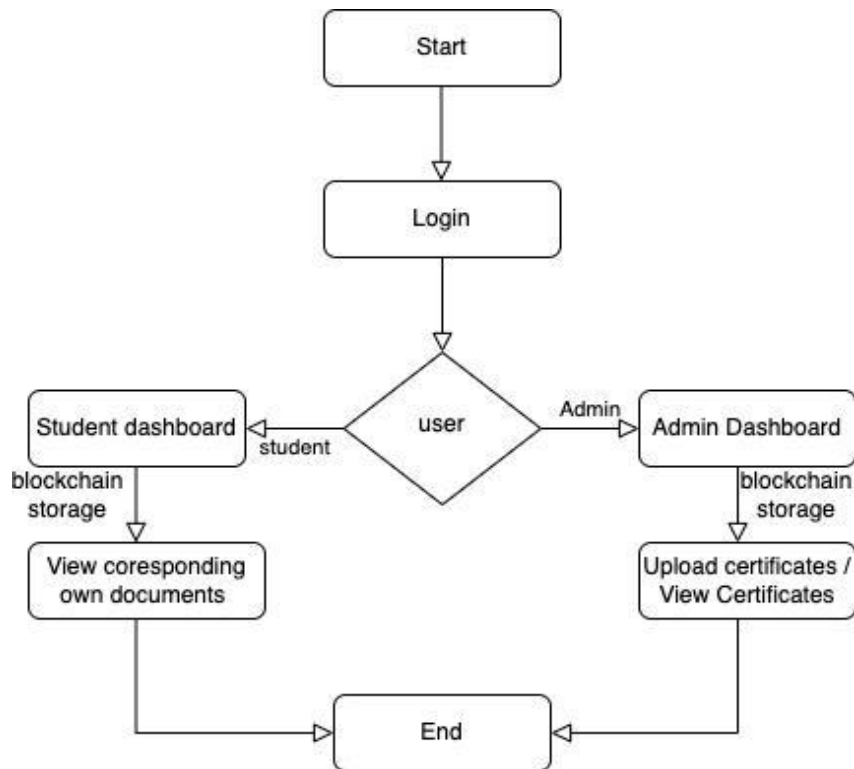 Start
Login
user
Admin
student
Student dashboard
Admin Dashboard
blockchain
storage
blockchain
storage
View coresponding
own documents
Upload certificates /
View Certificates
End